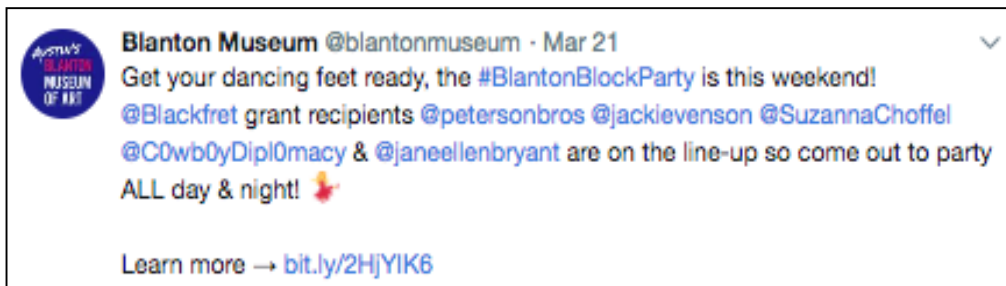 AUSTIN'S
BLANTON
MUSEUM
OF ART
Blanton Museum @blantonmuseum · Mar 21
Get your dancing feet ready, the #BlantonBlockParty is this weekend!
@Blackfret grant recipients @petersonbros @jackievenson @SuzannaChoffel
@C0wb0yDipl0macy & @janeellenbryant are on the line-up so come out to party
ALL day & night! 💃
Learn more → bit.ly/2HjYIK6